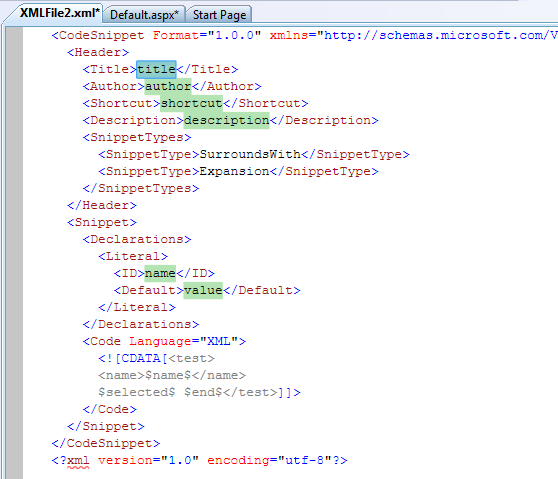 XMLFile2.xml* Default.aspx* Start Page
<CodeSnippet Format="1.0.0" xmlns="http://schemas.microsoft.com/V
<Header>
<Title>title</Title>
<Author>author</Author>
<Shortcut>shortcut</Shortcut>
<Description>description</Description>
<SnippetTypes>
<SnippetType>SurroundsWith</SnippetType>
<SnippetType>Expansion</SnippetType>
</SnippetTypes>
</Header>
<Snippet>
<Declarations>
<Literal>
<ID>name</ID>
<Default>value</Default>
</Literal>
</Declarations>
<Code Language="XML">
<![CDATA[<test>
<name>$name$</name>
$selected$ $end$</test>]]>
</Code>
</Snippet>
</CodeSnippet>
<?xml version="1.0" encoding="utf-8"?>